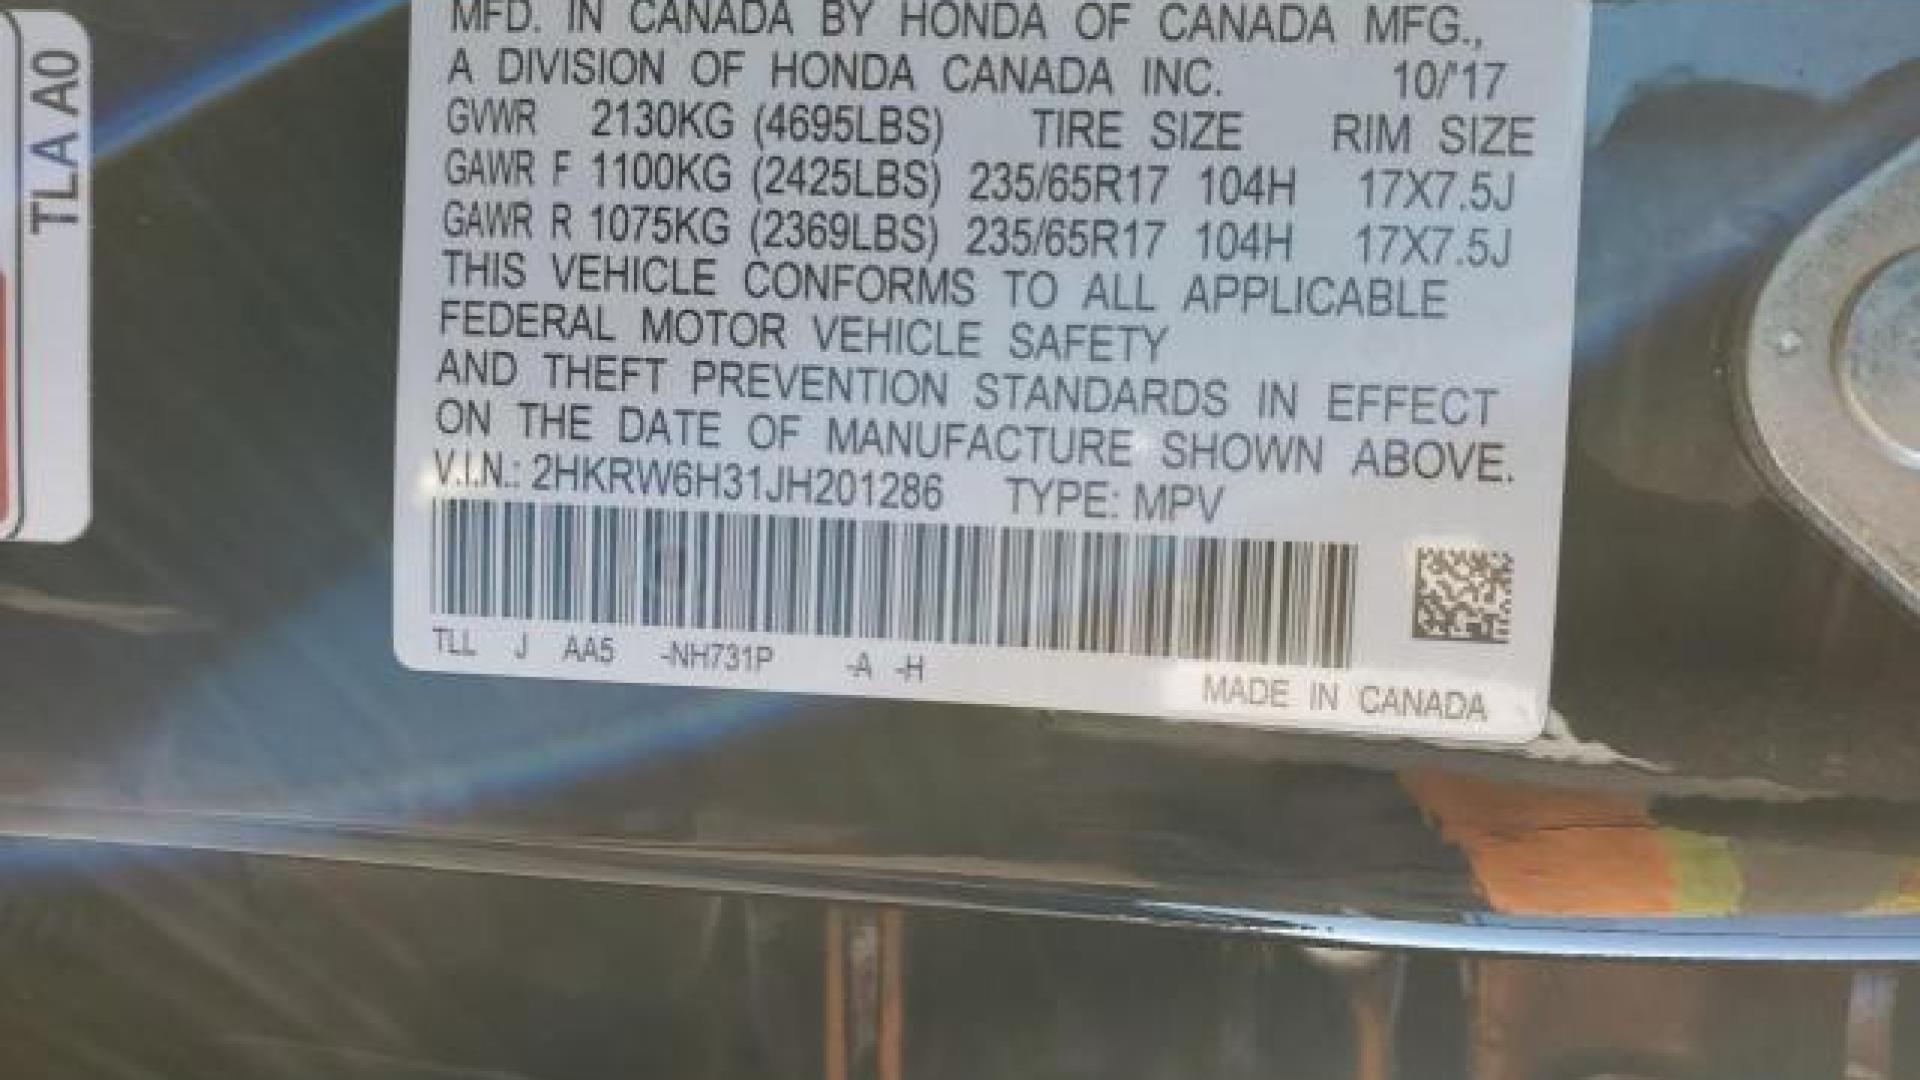 TLA A0
MFD. IN CANADA BY HONDA OF CANADA MFG.,
A DIVISION OF HONDA CANADA INC. 10/'17
GVWR 2130KG (4695LBS) TIRE SIZE RIM SIZE
GAWR F 1100KG (2425LBS) 235/65R17 104H 17X7.5J
GAWR R 1075KG (2369LBS) 235/65R17 104H 17X7.5J
THIS VEHICLE CONFORMS TO ALL APPLICABLE
FEDERAL MOTOR VEHICLE SAFETY
AND THEFT PREVENTION STANDARDS IN EFFECT
ON THE DATE OF MANUFACTURE SHOWN ABOVE.
V.I.N.: 2HKRW6H31JH201286 TYPE: MPV
TLL J AA5 -NH731P -A -H
MADE IN CANADA